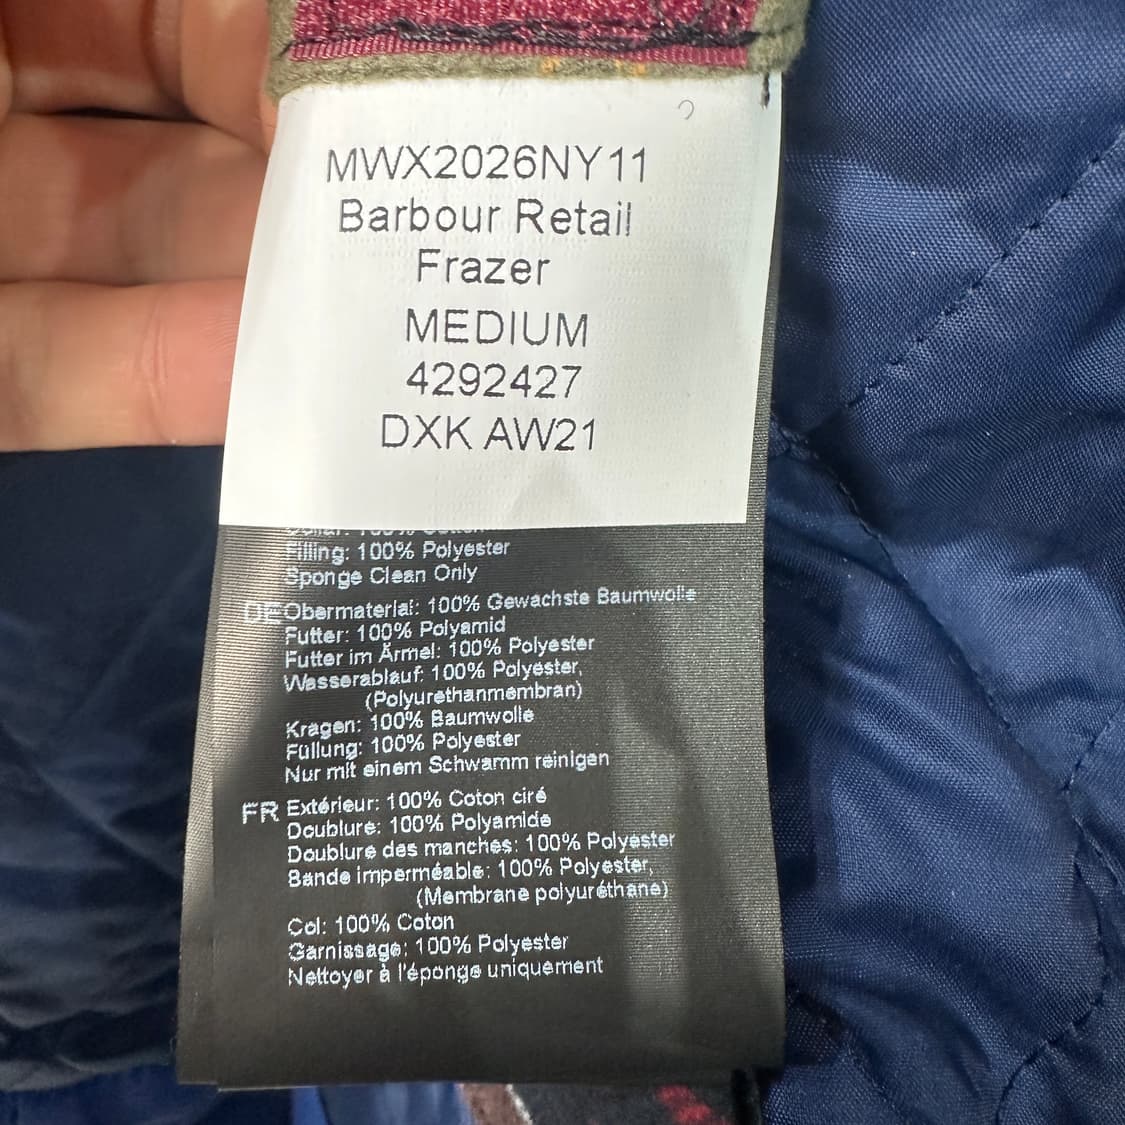 MWX2026NY11
Barbour Retail
Frazer
MEDIUM
4292427
DXK AW21
Collar: 100% Cotton
Filling: 100% Polyester
Sponge Clean Only
DE Obermaterial: 100% Gewachste Baumwolle
Futter: 100% Polyamid
Futter im Ärmel: 100% Polyester
Wasserablauf: 100% Polyester,
(Polyurethanmembran)
Kragen: 100% Baumwolle
Füllung: 100% Polyester
Nur mit einem Schwamm reinigen
FR Extérieur: 100% Coton ciré
Doublure: 100% Polyamide
Doublure des manches: 100% Polyester
Bande imperméable: 100% Polyester,
(Membrane polyuréthane)
Col: 100% Coton
Garnissage: 100% Polyester
Nettoyer à l'éponge uniquement